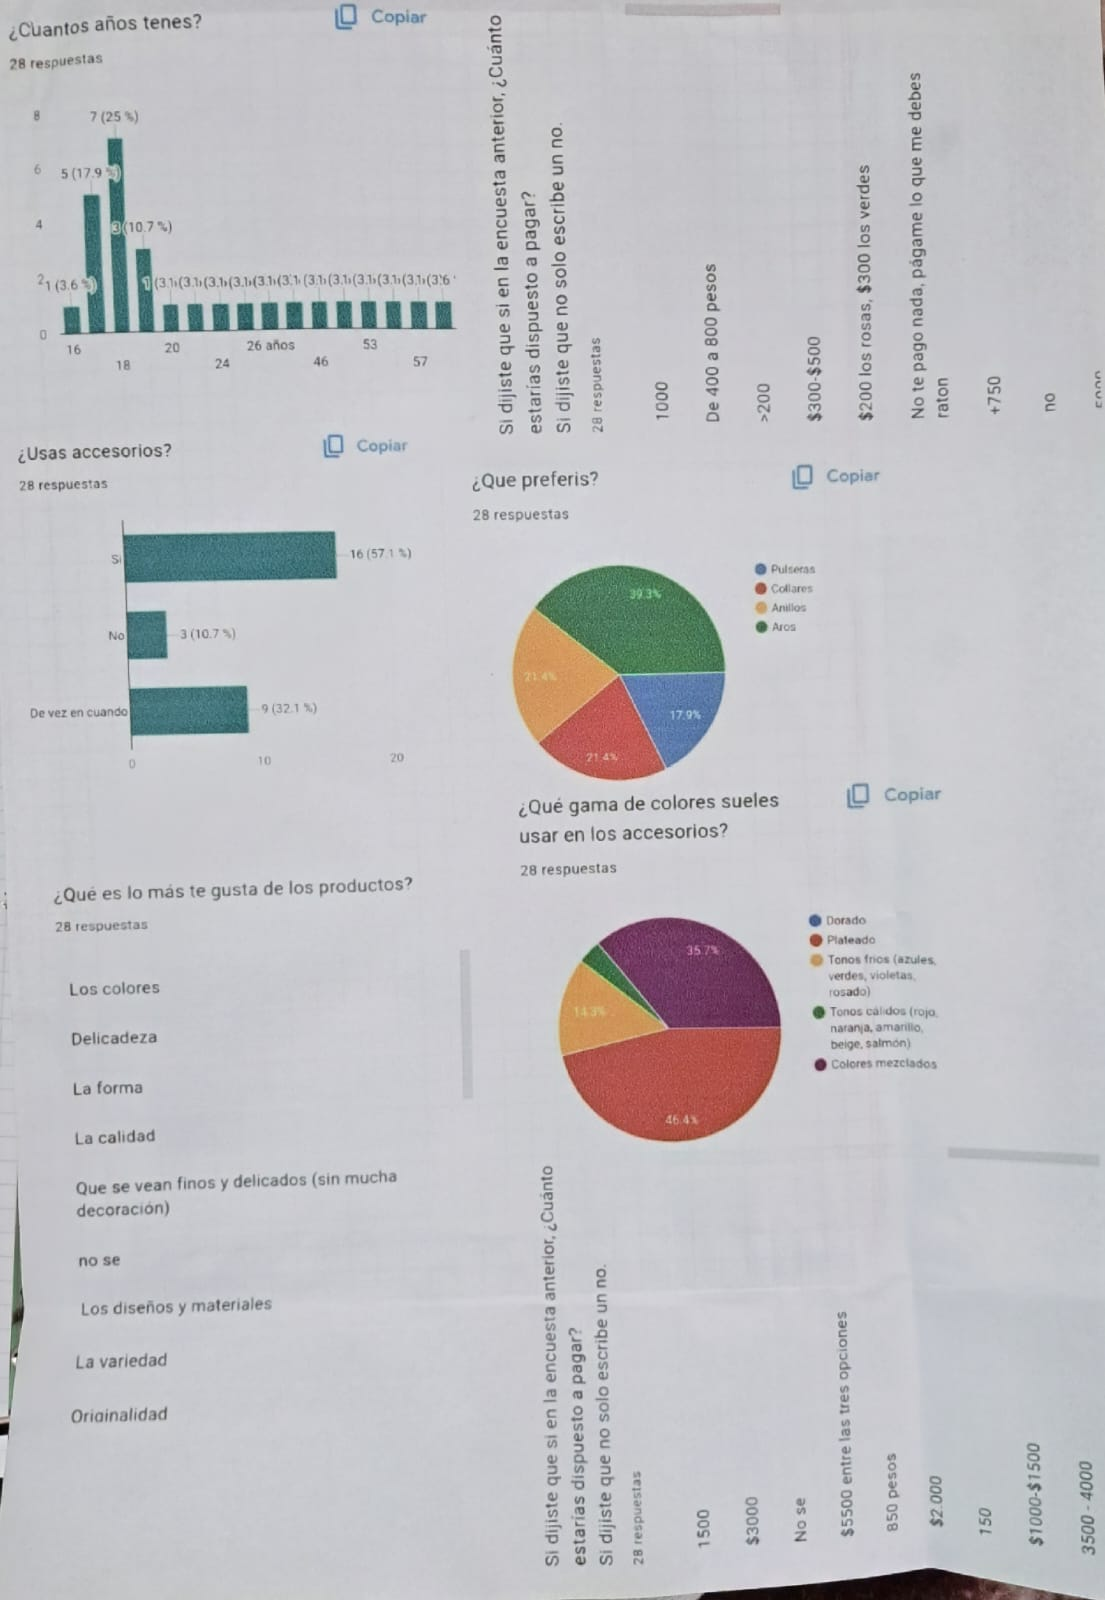 ¿Cuantos años tenes?
Copiar
28 respuestas
8
7 (25 %)
6
5 (17.9 %)
4
3 (10.7 %)
2
1 (3.6 %)
0
16
18
20
24
26 años
46
53
57
¿Usas accesorios?
Copiar
28 respuestas
Si
16 (57.1 %)
No
3 (10.7 %)
De vez en cuando
9 (32.1 %)
0
10
20
¿Qué es lo más te gusta de los productos?
28 respuestas
Los colores
Delicadeza
La forma
La calidad
Que se vean finos y delicados (sin mucha
decoración)
no se
Los diseños y materiales
La variedad
Originalidad
Si dijiste que si en la encuesta anterior, ¿Cuánto
estarías dispuesto a pagar?
Si dijiste que no solo escribe un no.
28 respuestas
1000
De 400 a 800 pesos
>200
$300-$500
$200 los rosas, $300 los verdes
No te pago nada, págame lo que me debes
raton
+750
no
¿Que preferis?
Copiar
28 respuestas
39.3%
21.4%
21.4%
17.9%
Pulseras
Collares
Anillos
Aros
¿Qué gama de colores sueles
usar en los accesorios?
Copiar
28 respuestas
35.7%
14.3%
46.4%
Dorado
Plateado
Tonos fríos (azules,
verdes, violetas,
rosado)
Tonos cálidos (rojo,
naranja, amarillo,
beige, salmón)
Colores mezclados
Si dijiste que si en la encuesta anterior, ¿Cuánto
estarías dispuesto a pagar?
Si dijiste que no solo escribe un no.
28 respuestas
1500
$3000
No se
$5500 entre las tres opciones
850 pesos
$2.000
150
$1000-$1500
3500 - 4000